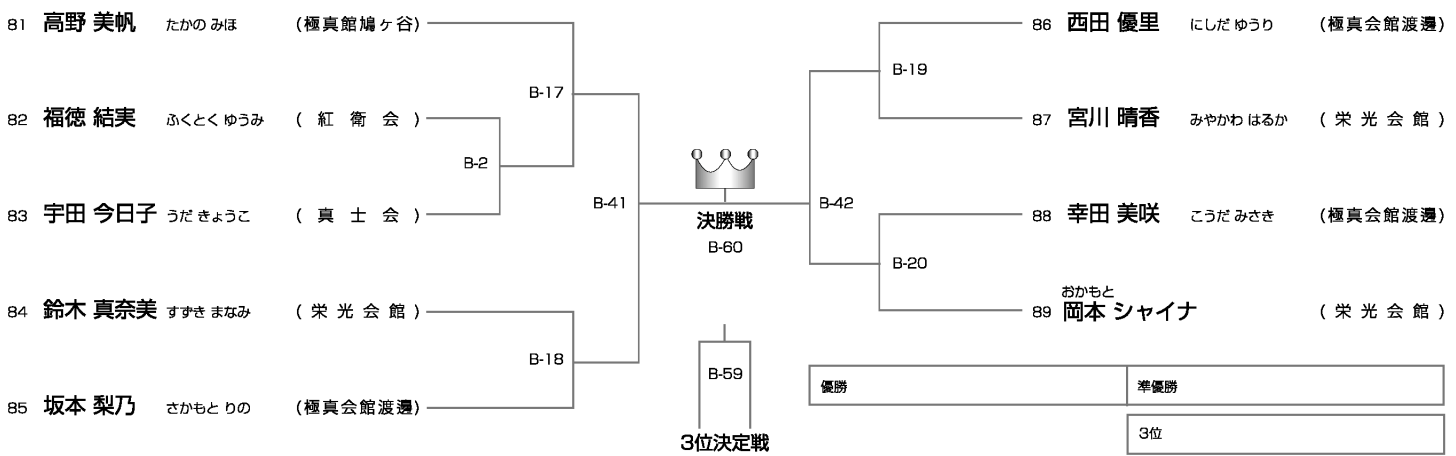 81 高野 美帆 たかの みほ (極真館鳩ヶ谷)
82 福徳 結実 ふくとく ゆうみ ( 紅 衛 会 )
83 宇田 今日子 うだ きょうこ ( 真 士 会 )
84 鈴木 真奈美 すずき まなみ ( 栄 光 会 館 )
85 坂本 梨乃 さかもと りの (極真会館渡邊)
B-17
B-2
B-18
B-41
決勝戦
B-60
B-59
3位決定戦
B-42
B-19
B-20
86 西田 優里 にしだ ゆうり (極真会館渡邊)
87 宮川 晴香 みやかわ はるか ( 栄 光 会 館 )
88 幸田 美咲 こうだ みさき (極真会館渡邊)
おかもと
89 岡本 シャイナ ( 栄 光 会 館 )
優勝
準優勝
3位